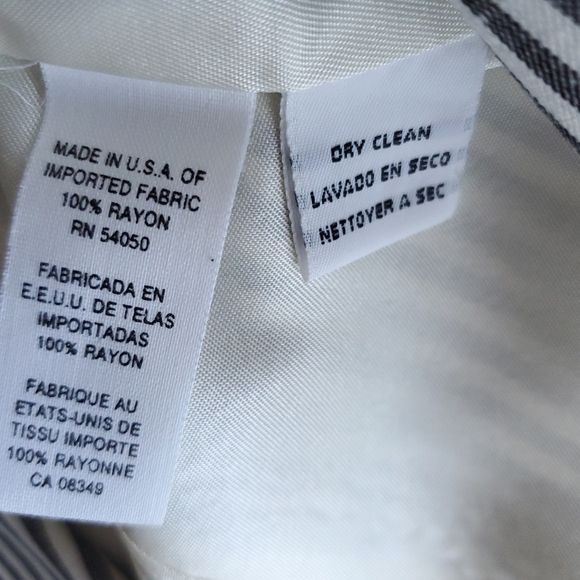 MADE IN U.S.A. OF
IMPORTED FABRIC
100% RAYON
RN 54050
FABRICADA EN
E.E.U.U. DE TELAS
IMPORTADAS
100% RAYON
FABRIQUE AU
ETATS-UNIS DE
TISSU IMPORTE
100% RAYONNE
CA 08349
DRY CLEAN
LAVADO EN SECO
NETTOYER A SEC